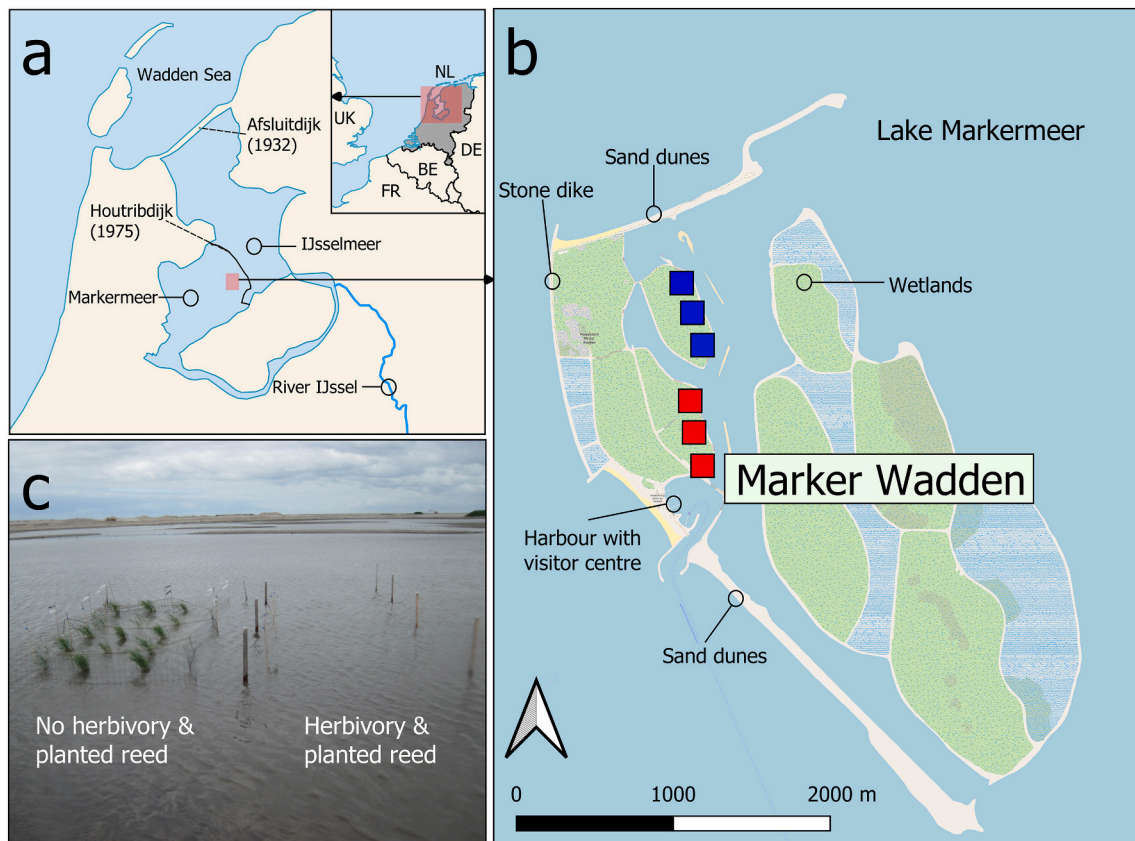 a
Wadden Sea
Afsluitdijk
(1932)
Houtribdijk
(1975)
IJsselmeer
Markermeer
River IJssel
NL
UK
DE
BE
FR
b
Lake Markermeer
Sand dunes
Stone dike
Wetlands
Marker Wadden
Harbour with
visitor centre
Sand dunes
0
1000
2000 m
c
No herbivory &
planted reed
Herbivory &
planted reed